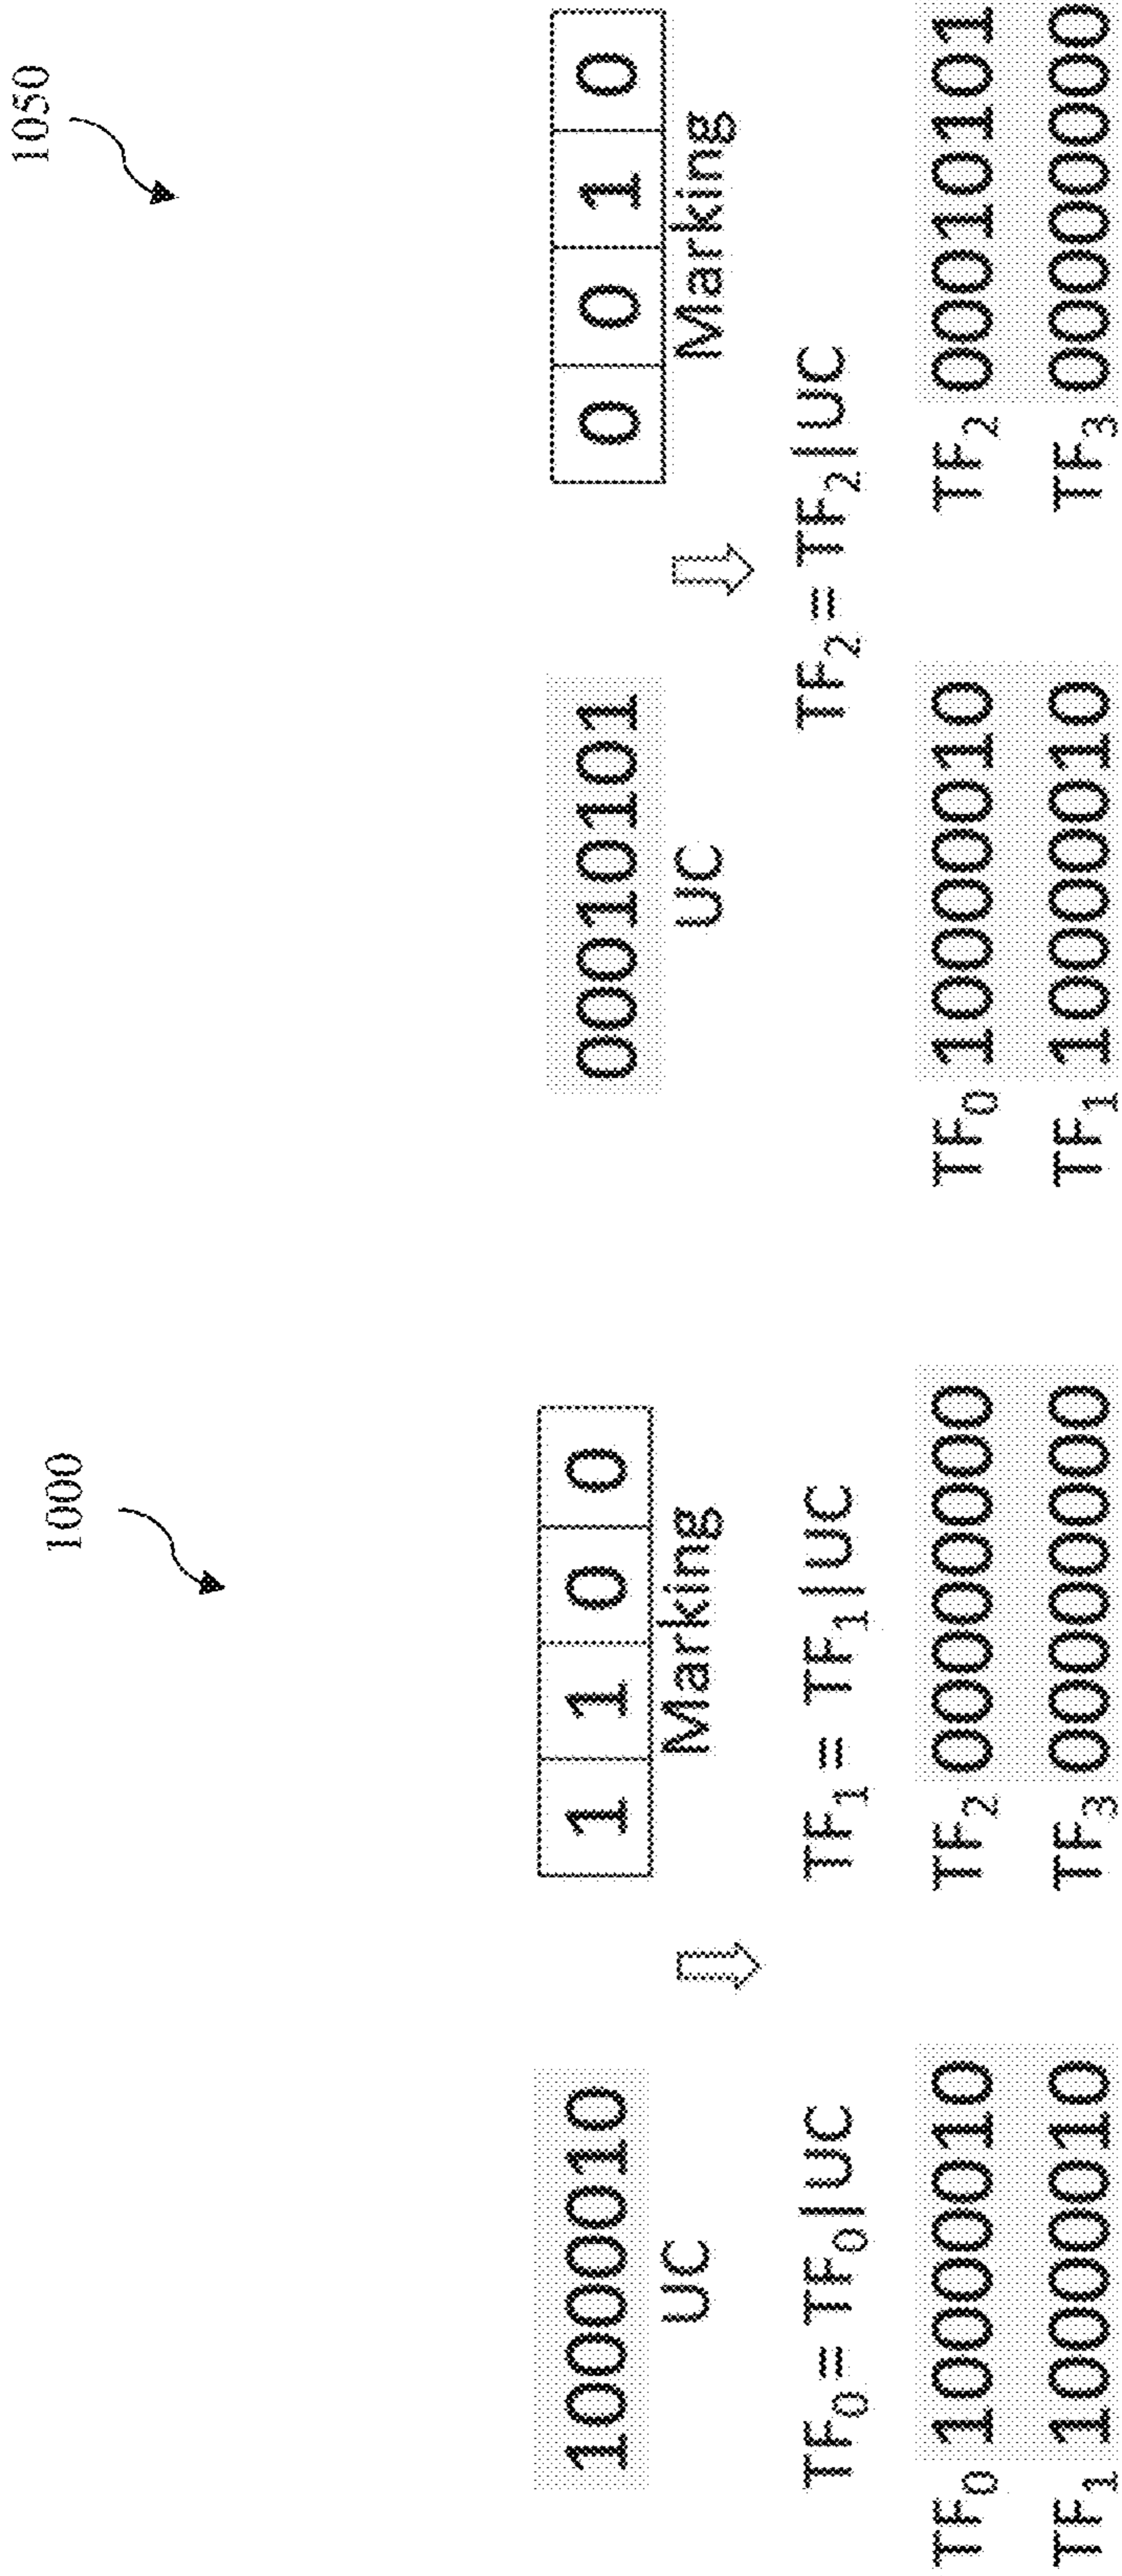 1000
10000010
UC
1 1 0 0
Marking
TF0 = TF0|UC
TF1 = TF1|UC
TF0 10000010
TF1 10000010
TF2 00000000
TF3 00000000
1050
00010101
UC
0 0 1 0
Marking
TF2 = TF2|UC
TF0 10000010
TF1 10000010
TF2 00010101
TF3 00000000